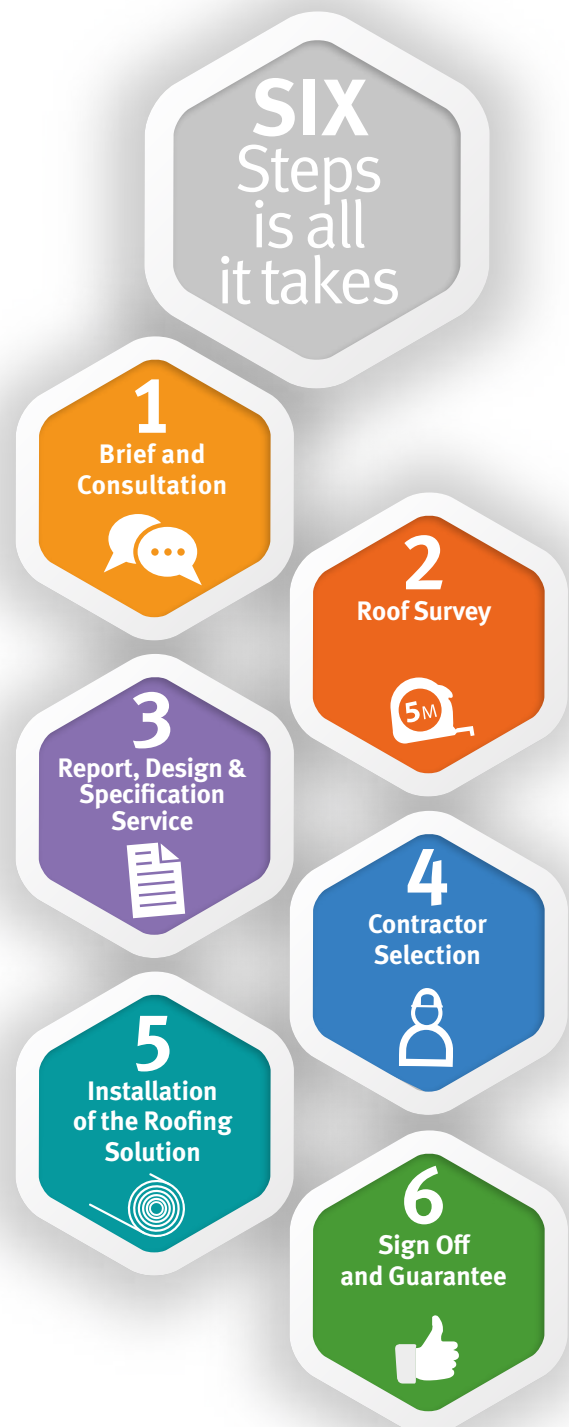 SIX
Steps
is all
it takes
1
Brief and
Consultation
2
Roof Survey
5M
3
Report, Design &
Specification
Service
4
Contractor
Selection
5
Installation
of the Roofing
Solution
6
Sign Off
and Guarantee